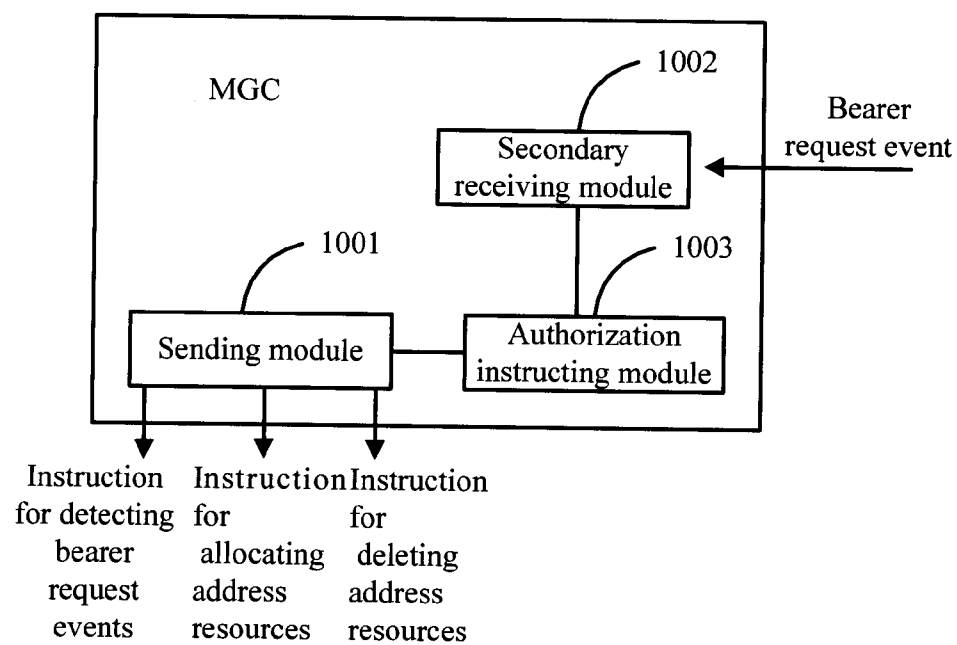 MGC
1002
Bearer
request event
Secondary
receiving module
1001
1003
Sending module
Authorization
instructing module
Instruction
for detecting
bearer
request
events
Instruction
for
allocating
address
resources
Instruction
for
deleting
address
resources